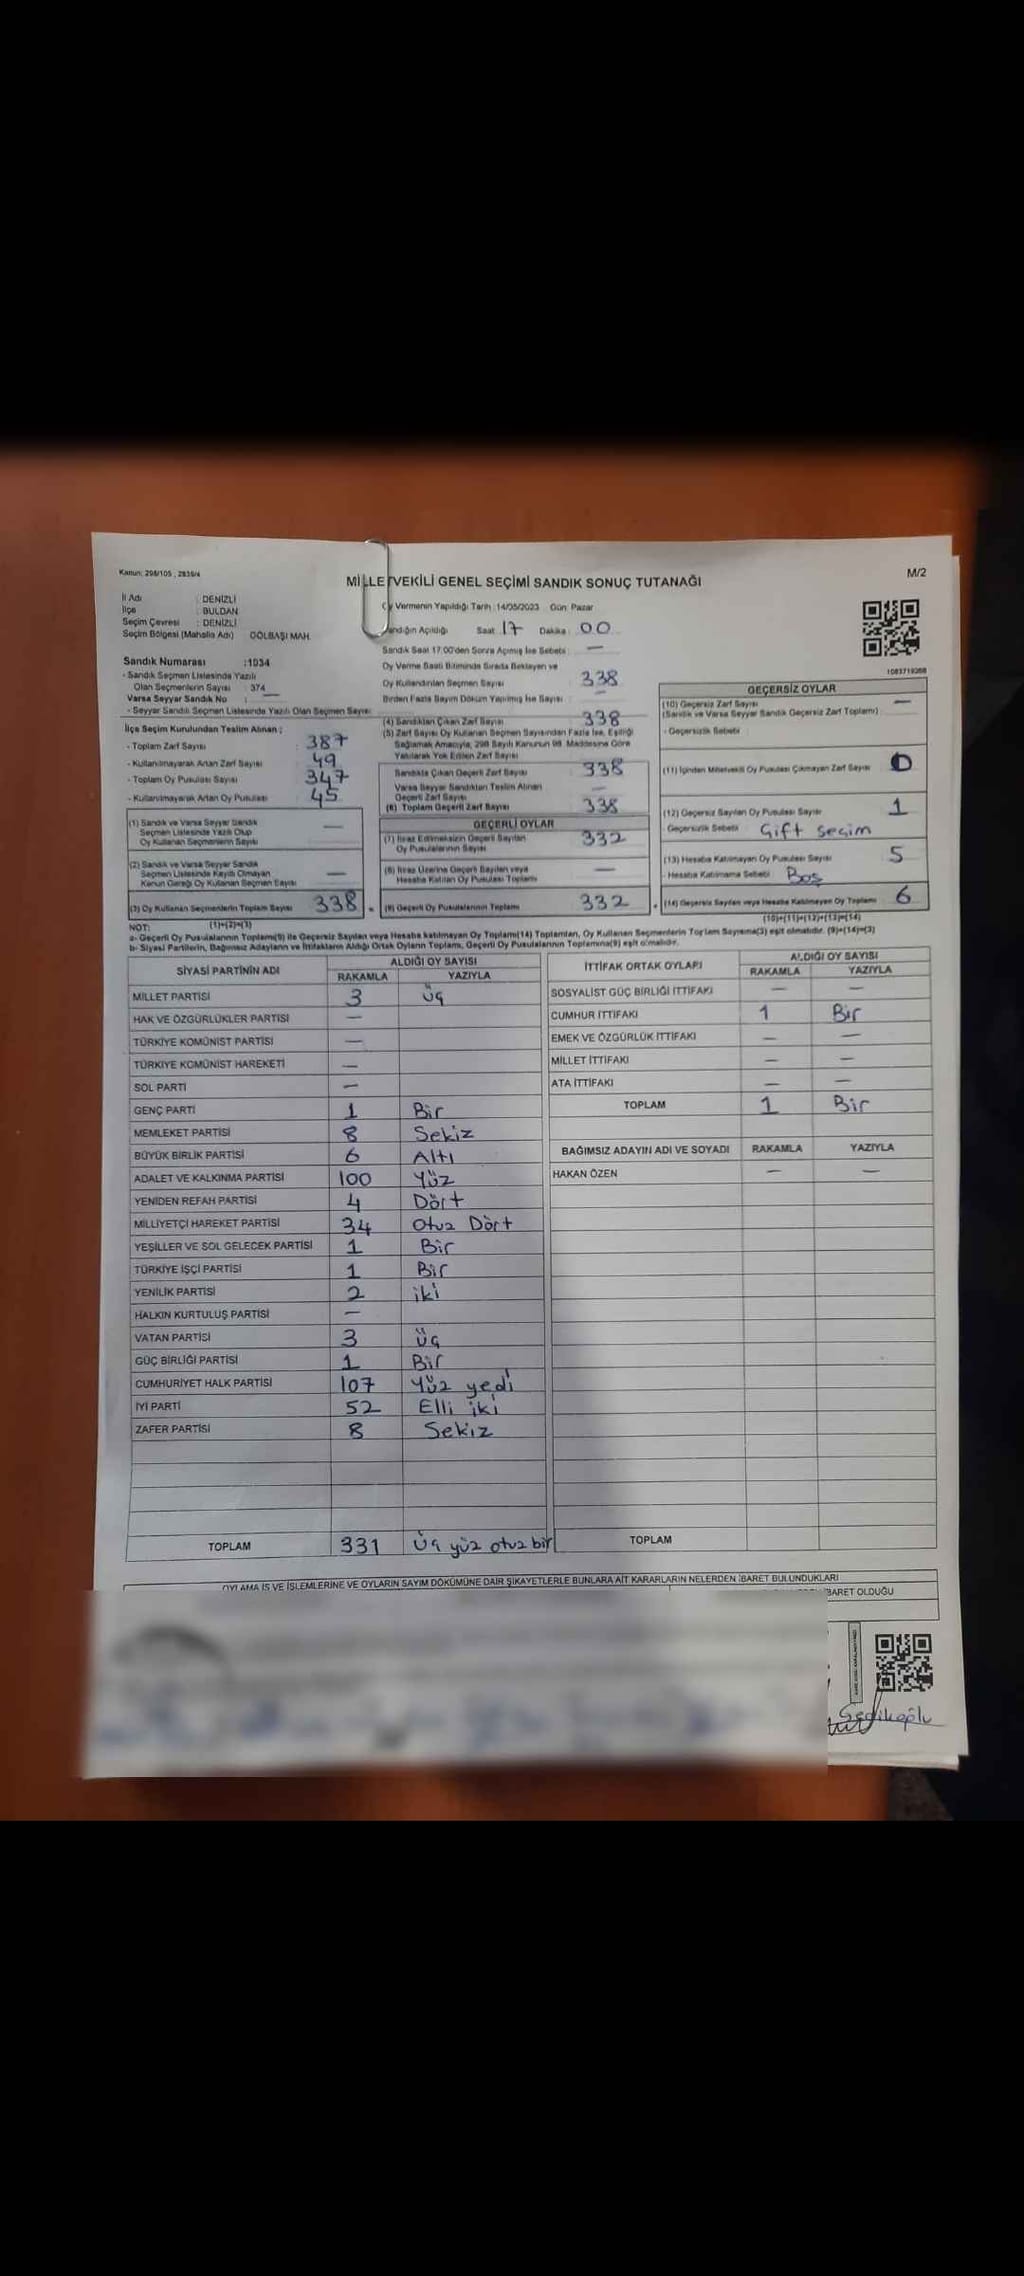 Kanun: 298/105 , 2839/4
MİLLETVEKİLİ GENEL SEÇİMİ SANDIK SONUÇ TUTANAĞI
M/2
İl Adı : DENİZLİ
İlçe : BULDAN
Seçim Çevresi : DENİZLİ
Seçim Bölgesi (Mahalle Adı) GÖLBAŞI MAH.
Oy Vermenin Yapıldığı Tarih :14/05/2023 Gün: Pazar
Sandığın Açıldığı Saat 17 Dakika : 00
Sandık Saat 17:00'den Sonra Açılmış İse Sebebi : —
Oy Verme Saati Bitiminde Sırada Bekleyen ve
Oy Kullandırılan Seçmen Sayısı : 338
Birden Fazla Sayım Döküm Yapılmış İse Sayısı : —
Sandık Numarası :1034
- Sandık Seçmen Listesinde Yazılı
Olan Seçmenlerin Sayısı : 374
Varsa Seyyar Sandık No : —
- Seyyar Sandık Seçmen Listesinde Yazılı Olan Seçmen Sayısı:
İlçe Seçim Kurulundan Teslim Alınan ;
- Toplam Zarf Sayısı : 387
- Kullanılmayarak Artan Zarf Sayısı : 49
- Toplam Oy Pusulası Sayısı : 347
- Kullanılmayarak Artan Oy Pusulası : 45
(1) Sandık ve Varsa Seyyar Sandık
Seçmen Listesinde Yazılı Olup
Oy Kullanan Seçmenlerin Sayısı —
(2) Sandık ve Varsa Seyyar Sandık
Seçmen Listesinde Kayıtlı Olmayan
Kanun Gereği Oy Kullanan Seçmen Sayısı —
(3) Oy Kullanan Seçmenlerin Toplam Sayısı 338
(1)+(2)=(3)
(4) Sandıktan Çıkan Zarf Sayısı : 338
(5) Zarf Sayısı Oy Kullanan Seçmen Sayısından Fazla İse, Eşitliği
Sağlamak Amacıyla, 298 Sayılı Kanunun 98. Maddesine Göre
Yakılarak Yok Edilen Zarf Sayısı
Sandıkta Çıkan Geçerli Zarf Sayısı : 338
Varsa Seyyar Sandıktan Teslim Alınan
Geçerli Zarf Sayısı : —
(6) Toplam Geçerli Zarf Sayısı : 338
GEÇERLİ OYLAR
(7) İtiraz Edilmeksizin Geçerli Sayılan
Oy Pusulalarının Sayısı : 332
(8) İtiraz Üzerine Geçerli Sayılan veya
Hesaba Katılan Oy Pusulası Toplamı : —
(9) Geçerli Oy Pusulalarının Toplamı : 332
1083719268
GEÇERSİZ OYLAR
(10) Geçersiz Zarf Sayısı
(Sandık ve Varsa Seyyar Sandık Geçersiz Zarf Toplamı) : —
- Geçersizlik Sebebi :
(11) İçinden Milletvekili Oy Pusulası Çıkmayan Zarf Sayısı : 0
(12) Geçersiz Sayılan Oy Pusulası Sayısı : 1
Geçersizlik Sebebi : Çift seçim
(13) Hesaba Katılmayan Oy Pusulası Sayısı : 5
- Hesaba Katılmama Sebebi : Boş
(14) Geçersiz Sayılan veya Hesaba Katılmayan Oy Toplamı : 6
(10)+(11)+(12)+(13)=(14)
NOT:
a- Geçerli Oy Pusulalarının Toplamı(9) ile Geçersiz Sayılan veya Hesaba katılmayan Oy Toplamı(14) Toplamları, Oy Kullanan Seçmenlerin Toplam Sayısına(3) eşit olmalıdır. (9)+(14)=(3)
b- Siyasi Partilerin, Bağımsız Adayların ve İttifakların Aldığı Ortak Oyların Toplamı, Geçerli Oy Pusulalarının Toplamına(9) eşit olmalıdır.
SİYASİ PARTİNİN ADI
ALDIĞI OY SAYISI
RAKAMLA YAZIYLA
MİLLET PARTİSİ 3 üç
HAK VE ÖZGÜRLÜKLER PARTİSİ —
TÜRKİYE KOMÜNİST PARTİSİ —
TÜRKİYE KOMÜNİST HAREKETİ —
SOL PARTİ —
GENÇ PARTİ 1 Bir
MEMLEKET PARTİSİ 8 Sekiz
BÜYÜK BİRLİK PARTİSİ 6 Altı
ADALET VE KALKINMA PARTİSİ 100 Yüz
YENİDEN REFAH PARTİSİ 4 Dört
MİLLİYETÇİ HAREKET PARTİSİ 34 Otuz Dört
YEŞİLLER VE SOL GELECEK PARTİSİ 1 Bir
TÜRKİYE İŞÇİ PARTİSİ 1 Bir
YENİLİK PARTİSİ 2 iki
HALKIN KURTULUŞ PARTİSİ —
VATAN PARTİSİ 3 üç
GÜÇ BİRLİĞİ PARTİSİ 1 Bir
CUMHURİYET HALK PARTİSİ 107 Yüz yedi
İYİ PARTİ 52 Elli iki
ZAFER PARTİSİ 8 Sekiz
TOPLAM 331 Üç yüz otuz bir
İTTİFAK ORTAK OYLARI
ALDIĞI OY SAYISI
RAKAMLA YAZIYLA
SOSYALİST GÜÇ BİRLİĞİ İTTİFAKI — —
CUMHUR İTTİFAKI 1 Bir
EMEK VE ÖZGÜRLÜK İTTİFAKI — —
MİLLET İTTİFAKI — —
ATA İTTİFAKI — —
TOPLAM 1 Bir
BAĞIMSIZ ADAYIN ADI VE SOYADI RAKAMLA YAZIYLA
HAKAN ÖZEN — —
TOPLAM
OYLAMA İŞ VE İŞLEMLERİNE VE OYLARIN SAYIM DÖKÜMÜNE DAİR ŞİKAYETLERLE BUNLARA AİT KARARLARIN NELERDEN İBARET BULUNDUKLARI
BARET OLDUĞU